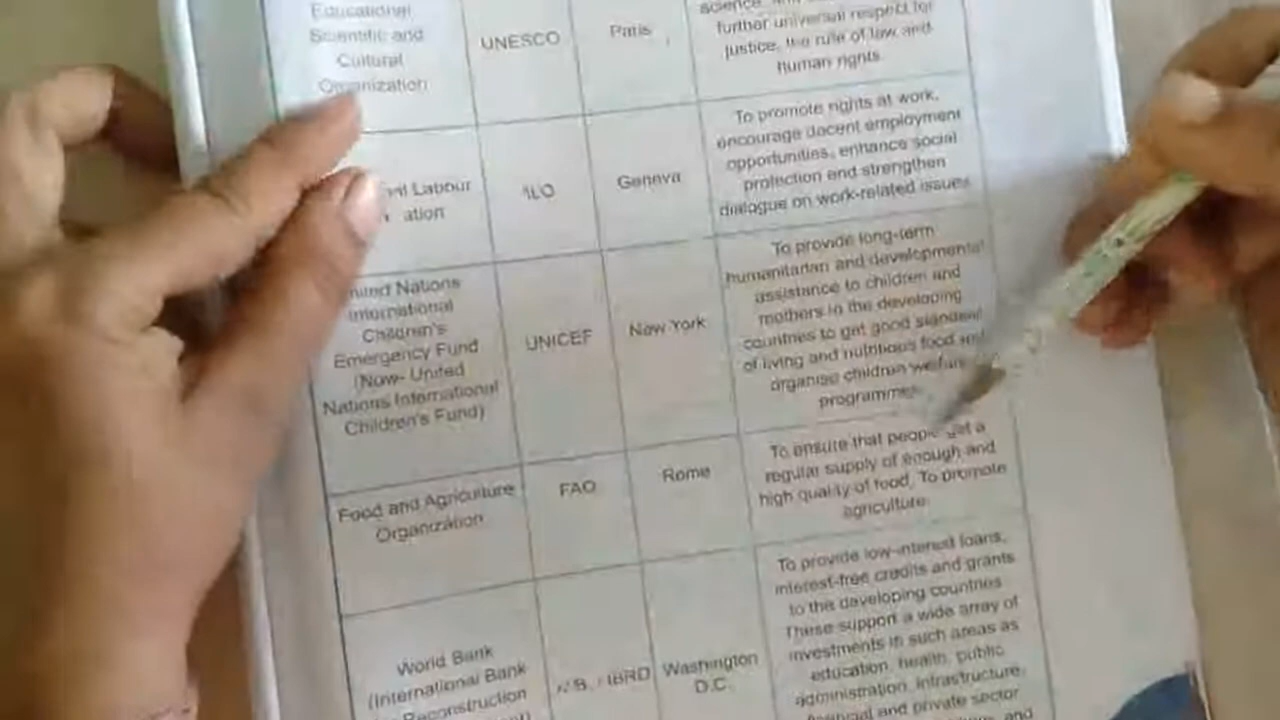 Educational
Scientific and
Cultural
Organization
UNESCO
Paris
further universal respect for
justice, the rule of law and
human rights.
Labour
ation
ILO
Geneva
To promote rights at work,
encourage decent employment
opportunities, enhance social
protection and strengthen
dialogue on work-related issues.
United Nations
International
Children's
Emergency Fund
(Now- United
Nations International
Children's Fund)
UNICEF
New York
To provide long-term
humanitarian and developmental
assistance to children and
mothers in the developing
countries to get good standard
of living and nutritious food and
organise children welfare
programmes
Food and Agriculture
Organization
FAO
Rome
To ensure that people get a
regular supply of enough and
high quality of food. To promote
agriculture.
World Bank
(International Bank
Reconstruction
W.B. / IBRD
Washington
D.C.
To provide low-interest loans,
interest-free credits and grants
to the developing countries.
These support a wide array of
investments in such areas as
education, health, public
administration, infrastructure,
financial and private sector
and